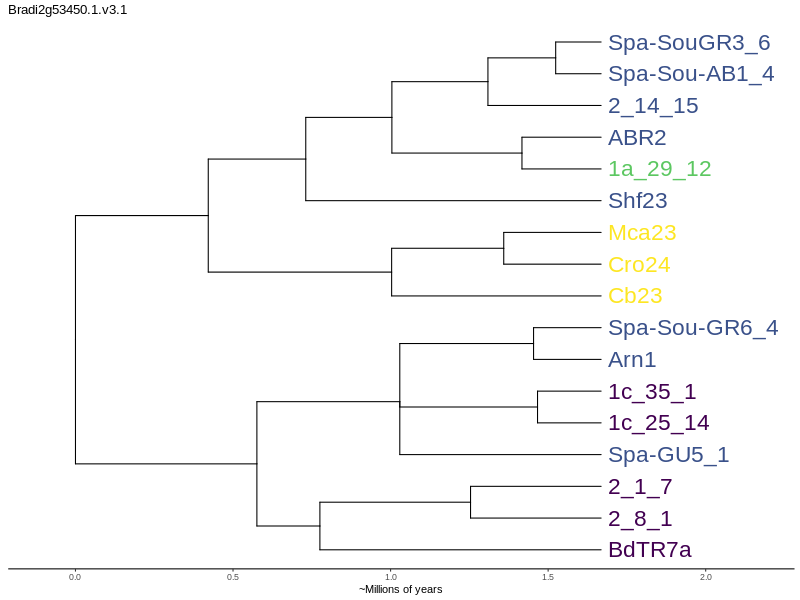 Bradi2g53450.1.v3.1
Spa-SouGR3_6
Spa-Sou-AB1_4
2_14_15
ABR2
1a_29_12
Shf23
Mca23
Cro24
Cb23
Spa-Sou-GR6_4
Arn1
1c_35_1
1c_25_14
Spa-GU5_1
2_1_7
2_8_1
BdTR7a
0.0 0.5 1.0 1.5 2.0
~Millions of years